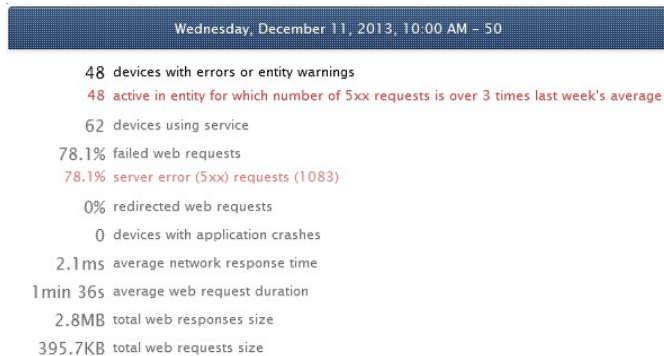 Wednesday, December 11, 2013, 10:00 AM – 50
48 devices with errors or entity warnings
48 active in entity for which number of 5xx requests is over 3 times last week's average
62 devices using service
78.1% failed web requests
78.1% server error (5xx) requests (1083)
0% redirected web requests
0 devices with application crashes
2.1ms average network response time
1min 36s average web request duration
2.8MB total web responses size
395.7KB total web requests size